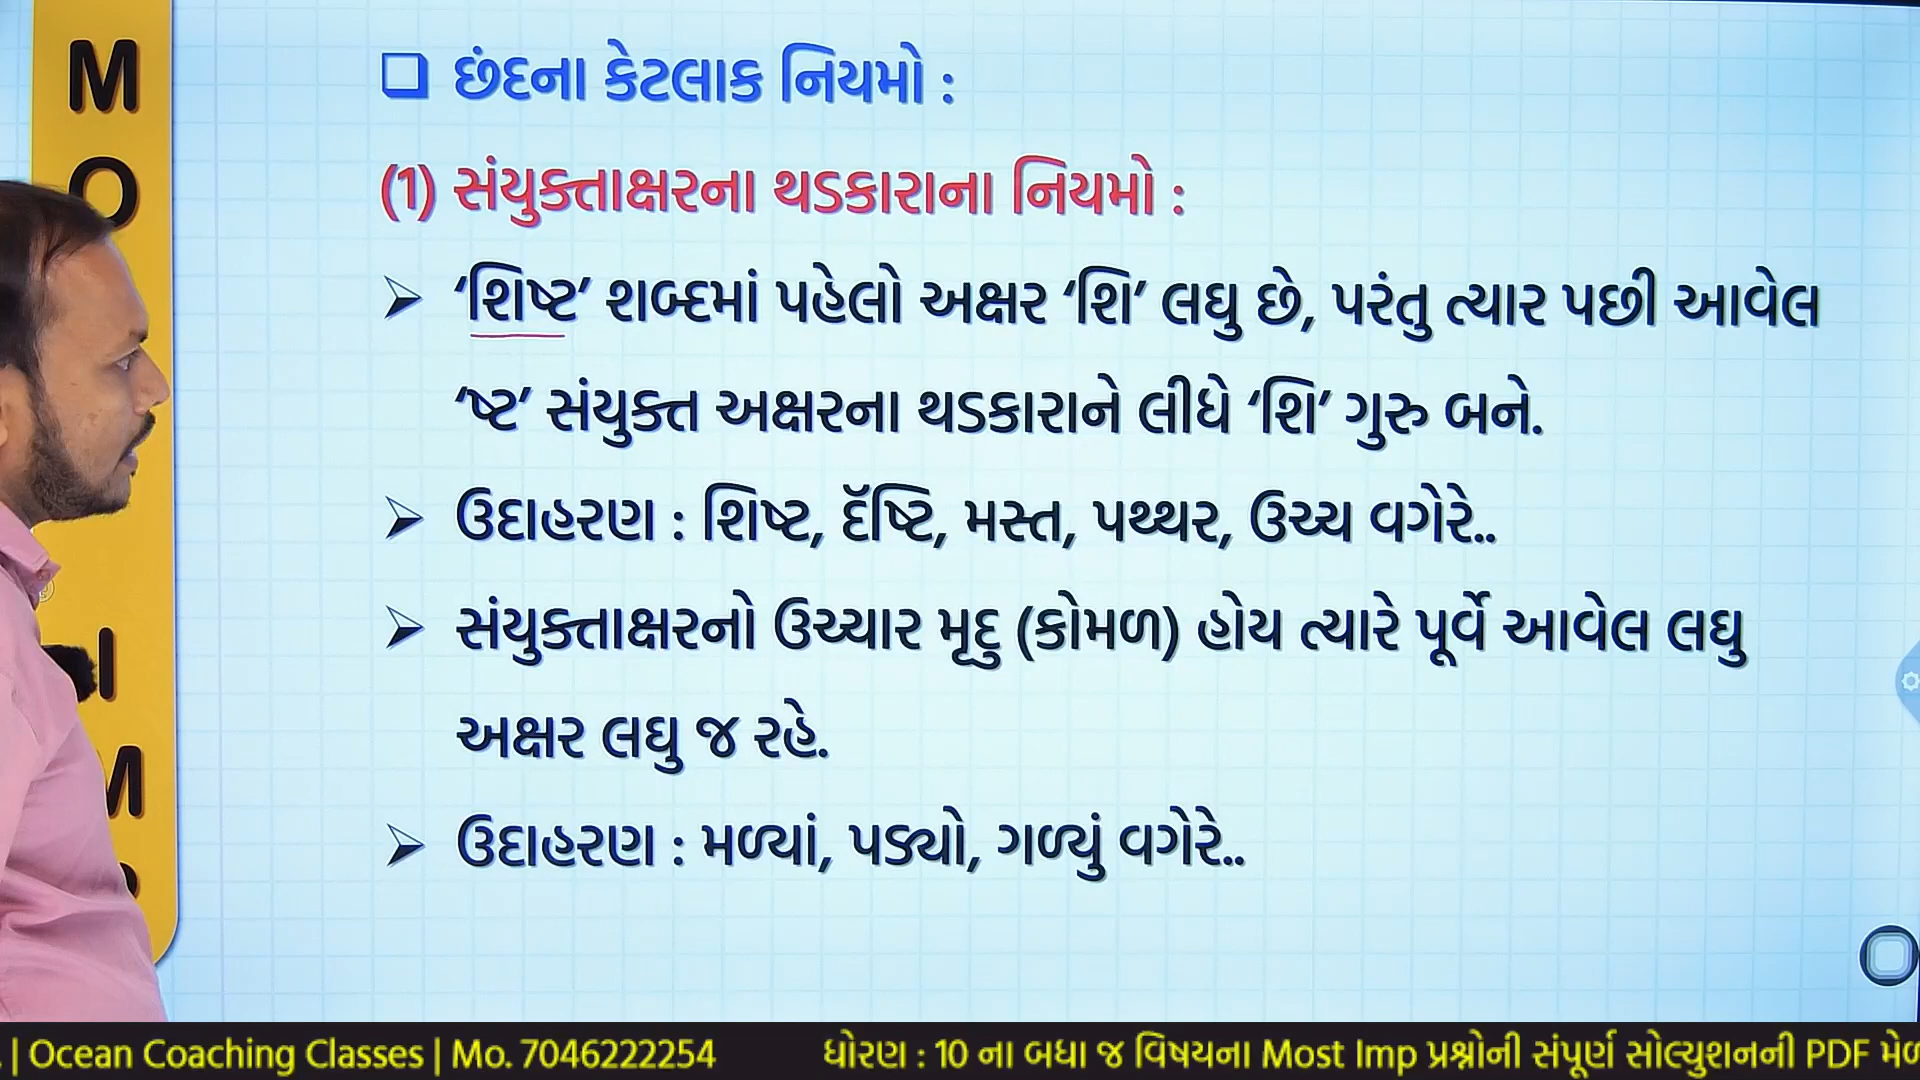 M
O
I
M
❑ છંદના કેટલાક નિયમો :
(1) સંયુક્તાક્ષરના થડકારાના નિયમો :
➢ ‘શિષ્ટ’ શબ્દમાં પહેલો અક્ષર ‘શિ’ લઘુ છે, પરંતુ ત્યાર પછી આવેલ
‘ષ્ટ’ સંયુક્ત અક્ષરના થડકારાને લીધે ‘શિ’ ગુરુ બને.
➢ ઉદાહરણ : શિષ્ટ, દૅષ્ટિ, મસ્ત, પથ્થર, ઉચ્ચ વગેરે..
➢ સંયુક્તાક્ષરનો ઉચ્ચાર મૃદુ (કોમળ) હોય ત્યારે પૂર્વે આવેલ લઘુ
અક્ષર લઘુ જ રહે.
➢ ઉદાહરણ : મળ્યાં, પડ્યો, ગળ્યું વગેરે..
. | Ocean Coaching Classes | Mo. 7046222254 ધોરણ : 10 ના બધા જ વિષયના Most Imp પ્રશ્નોની સંપૂર્ણ સોલ્યુશનની PDF